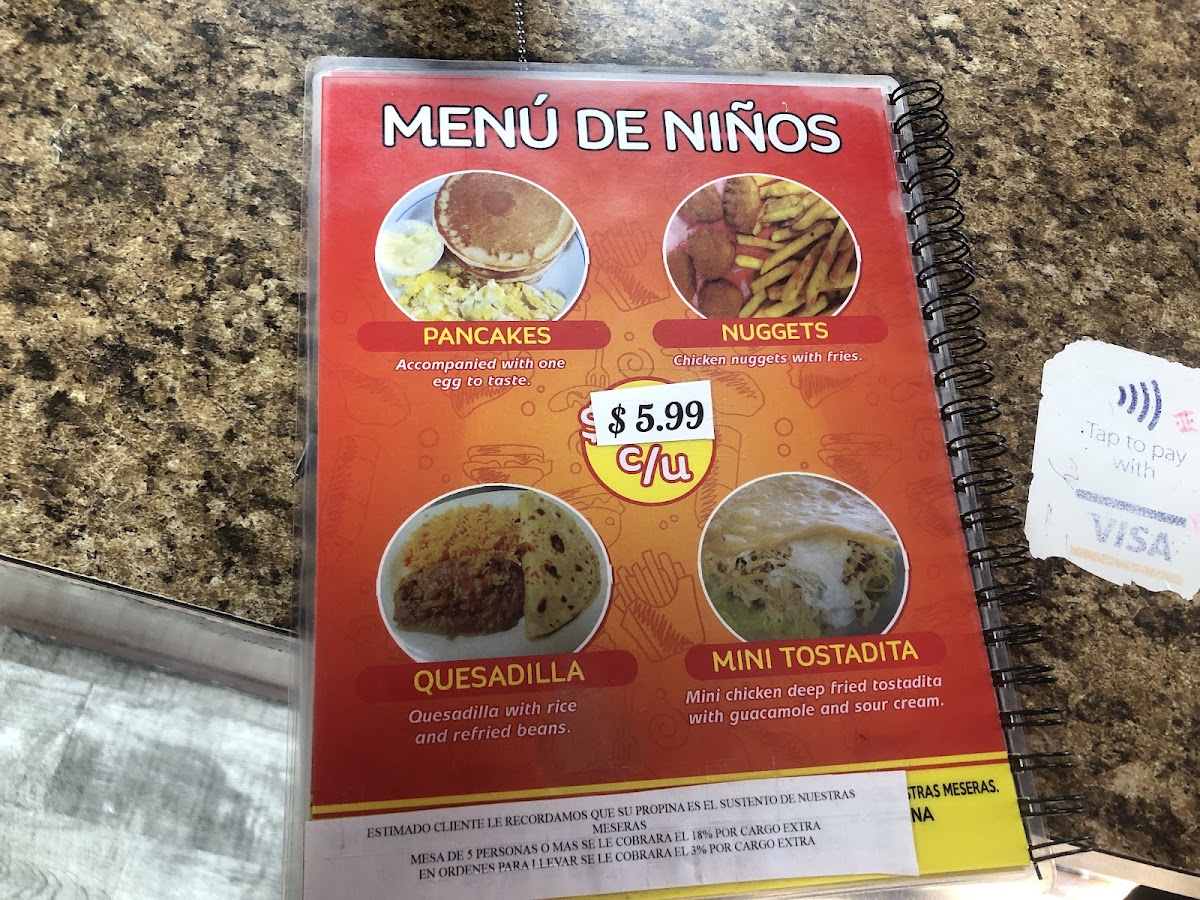 MENÚ DE NIÑOS
PANCAKES
Accompanied with one
egg to taste.
NUGGETS
Chicken nuggets with fries.
$ 5.99
c/u
QUESADILLA
Quesadilla with rice
and refried beans.
MINI TOSTADITA
Mini chicken deep fried tostadita
with guacamole and sour cream.
ESTIMADO CLIENTE LE RECORDAMOS QUE SU PROPINA ES EL SUSTENTO DE NUESTRAS
MESERAS
MESA DE 5 PERSONAS O MAS SE LE COBRARA EL 18% POR CARGO EXTRA
EN ORDENES PARA LLEVAR SE LE COBRARA EL 3% POR CARGO EXTRA
STRAS MESERAS.
NA
Tap to pay
with
VISA